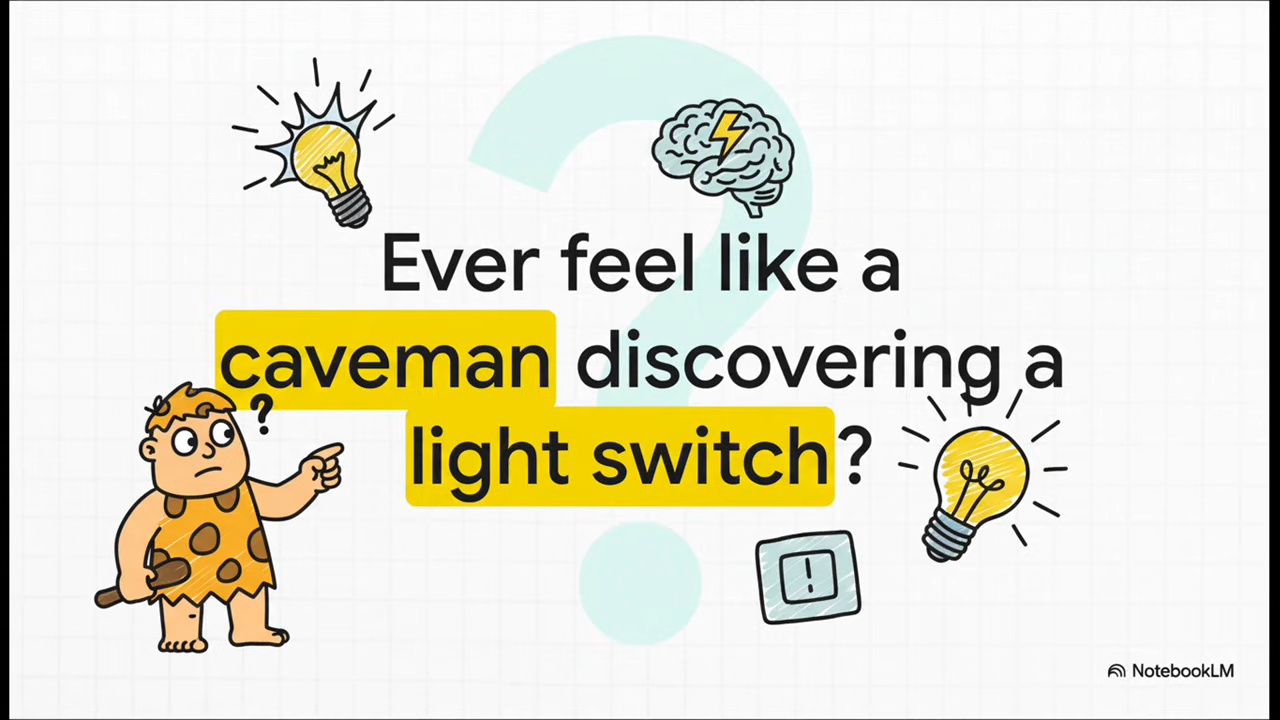 Ever feel like a
caveman discovering a
light switch?
?
NotebookLM